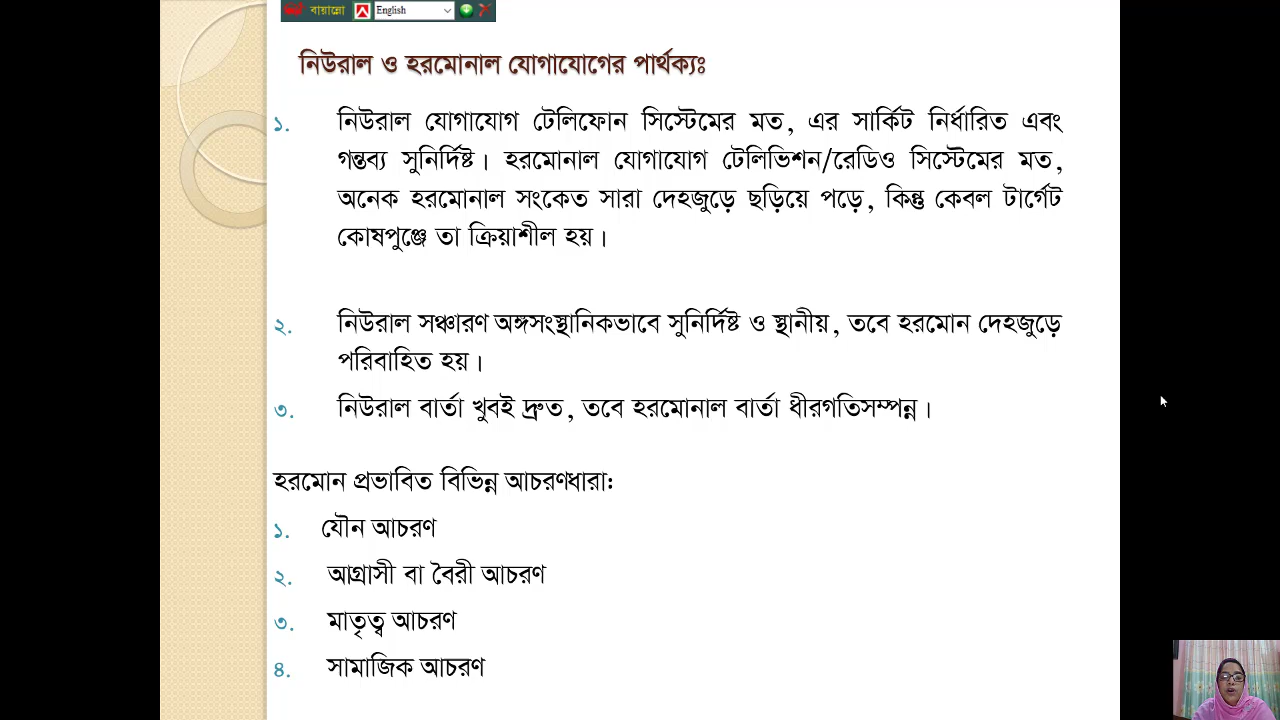 বায়ান্নো English
নিউরাল ও হরমোনাল যোগাযোগের পার্থক্যঃ
১. নিউরাল যোগাযোগ টেলিফোন সিস্টেমের মত, এর সার্কিট নির্ধারিত এবং
গন্তব্য সুনির্দিষ্ট। হরমোনাল যোগাযোগ টেলিভিশন/রেডিও সিস্টেমের মত,
অনেক হরমোনাল সংকেত সারা দেহজুড়ে ছড়িয়ে পড়ে, কিন্তু কেবল টার্গেট
কোষপুঞ্জে তা ক্রিয়াশীল হয়।
২. নিউরাল সঞ্চারণ অঙ্গসংস্থানিকভাবে সুনির্দিষ্ট ও স্থানীয়, তবে হরমোন দেহজুড়ে
পরিবাহিত হয়।
৩. নিউরাল বার্তা খুবই দ্রুত, তবে হরমোনাল বার্তা ধীরগতিসম্পন্ন।
হরমোন প্রভাবিত বিভিন্ন আচরণধারা:
১. যৌন আচরণ
২. আগ্রাসী বা বৈরী আচরণ
৩. মাতৃত্ব আচরণ
৪. সামাজিক আচরণ